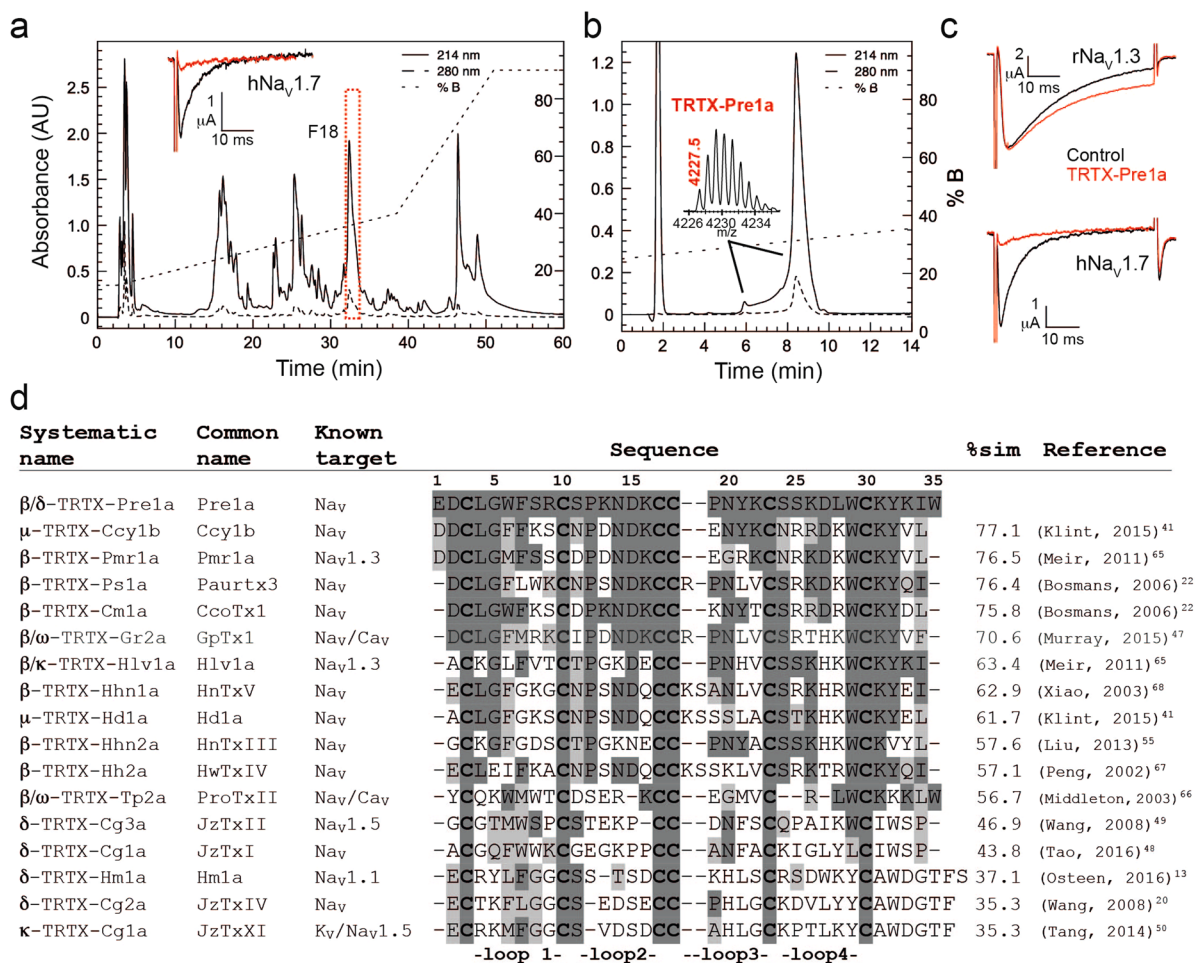 a
214 nm
280 nm
% B
hNaV1.7
1
µA
10 ms
F18
Absorbance (AU)
2.5
2.0
1.5
1.0
0.5
0
80
60
40
20
0 10 20 30 40 50 60
Time (min)
b
214 nm
280 nm
% B
TRTX-Pre1a
4227.5
4226 4230 4234
m/z
1.2
1.0
0.8
0.6
0.4
0.2
0
80
60
40
20
0
% B
0 2 4 6 8 10 12 14
Time (min)
c
2
µA
10 ms
rNaV1.3
Control
TRTX-Pre1a
hNaV1.7
1
µA
10 ms
d
Systematic name Common name Known target Sequence %sim Reference
1 5 10 15 20 25 30 35
β/δ-TRTX-Pre1a Pre1a NaV EDCLGWFSRCSPKNDKCC--PNYKCSSKDLWCKYKIW
μ-TRTX-Ccy1b Ccy1b NaV DDCLGFFKSCNPDNDKCC--ENYKCNRRDKWCKYVL- 77.1 (Klint, 2015)41
β-TRTX-Pmr1a Pmr1a NaV1.3 DDCLGMFSSCDPDNDKCC--EGRKCNRKDKWCKYVL- 76.5 (Meir, 2011)65
β-TRTX-Ps1a Paurtx3 NaV -DCLGFLWKCNPSNDKCCR-PNLVCSRKDKWCKYQI- 76.4 (Bosmans, 2006)22
β-TRTX-Cm1a CcoTx1 NaV -DCLGWFKSCDPKNDKCC--KNYTCSRRDRWCKYDL- 75.8 (Bosmans, 2006)22
β/ω-TRTX-Gr2a GpTx1 NaV/CaV -DCLGFMRKCIPDNDKCCR-PNLVCSRTHKWCKYVF- 70.6 (Murray, 2015)47
β/κ-TRTX-Hlv1a Hlv1a NaV1.3 -ACKGLFVTCTPGKDECC--PNHVCSSKHKWCKYKI- 63.4 (Meir, 2011)65
β-TRTX-Hhn1a HnTxV NaV -ECLGFGKGCNPSNDQCCKSANLVCSRKHRWCKYEI- 62.9 (Xiao, 2003)68
μ-TRTX-Hd1a Hd1a NaV -ACLGFGKSCNPSNDQCCKSSSLACSTKHKWCKYEL- 61.7 (Klint, 2015)41
β-TRTX-Hhn2a HnTxIII NaV -GCKGFGDSCTPGKNECC--PNYACSSKHKWCKVYL- 57.6 (Liu, 2013)55
β-TRTX-Hh2a HwTxIV NaV -ECLEIFKACNPSNDQCCKSSKLVCSRKTRWCKYQI- 57.1 (Peng, 2002)67
β/ω-TRTX-Tp2a ProTxII NaV/CaV -YCQKWMWTCDSER-KCC--EGMVC--R-LWCKKKLW 56.7 (Middleton,2003)66
δ-TRTX-Cg3a JzTxII NaV1.5 -GCGTMWSPCSTEKP-CC--DNFSCQPAIKWCIWSP- 46.9 (Wang, 2008)49
δ-TRTX-Cg1a JzTxI NaV -ACGQFWWKCGEGKPPCC--ANFACKIGLYLCIWSP- 43.8 (Tao, 2016)48
δ-TRTX-Hm1a Hm1a NaV1.1 -ECRYLFGGCSS-TSDCC--KHLSCRSDWKYCAWDGTFS 37.1 (Osteen, 2016)13
δ-TRTX-Cg2a JzTxIV NaV -ECTKFLGGCS-EDSECC--PHLGCKDVLYYCAWDGTF 35.3 (Wang, 2008)20
κ-TRTX-Cg1a JzTxXI KV/NaV1.5 -ECRKMFGGCS-VDSDCC--AHLGCKPTLKYCAWDGTF 35.3 (Tang, 2014)50
-loop 1- -loop2- --loop3- -loop4-